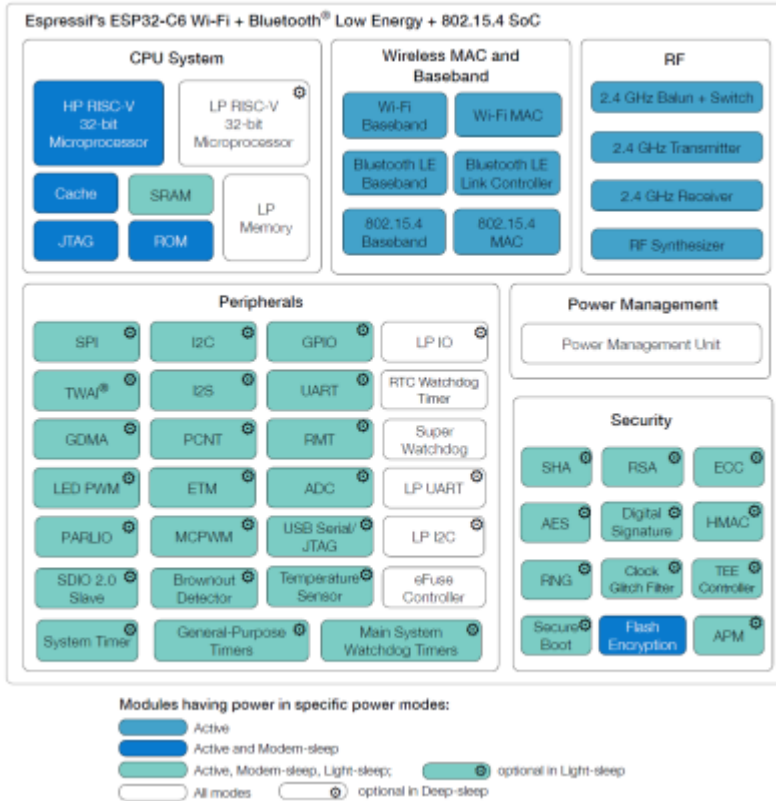 Espressif's ESP32-C6 Wi-Fi + Bluetooth® Low Energy + 802.15.4 SoC
CPU System
HP RISC-V
32-bit
Microprocessor
LP RISC-V
32-bit
Microprocessor
Cache
SRAM
LP
Memory
JTAG
ROM
Wireless MAC and
Baseband
Wi-Fi
Baseband
Wi-Fi MAC
Bluetooth LE
Baseband
Bluetooth LE
Link Controller
802.15.4
Baseband
802.15.4
MAC
RF
2.4 GHz Balun + Switch
2.4 GHz Transmitter
2.4 GHz Receiver
RF Synthesizer
Peripherals
SPI
I2C
GPIO
LP IO
TWAI®
I2S
UART
RTC Watchdog
Timer
GDMA
PCNT
RMT
Super
Watchdog
LED PWM
ETM
ADC
LP UART
PARLIO
MCPWM
USB Serial/
JTAG
LP I2C
SDIO 2.0
Slave
Brownout
Detector
Temperature
Sensor
eFuse
Controller
System Timer
General-Purpose
Timers
Main System
Watchdog Timers
Power Management
Power Management Unit
Security
SHA
RSA
ECC
AES
Digital
Signature
HMAC
RNG
Clock
Glitch Filter
TEE
Controller
Secure
Boot
Flash
Encryption
APM
Modules having power in specific power modes:
Active
Active and Modem-sleep
Active, Modem-sleep, Light-sleep;
optional in Light-sleep
All modes
optional in Deep-sleep